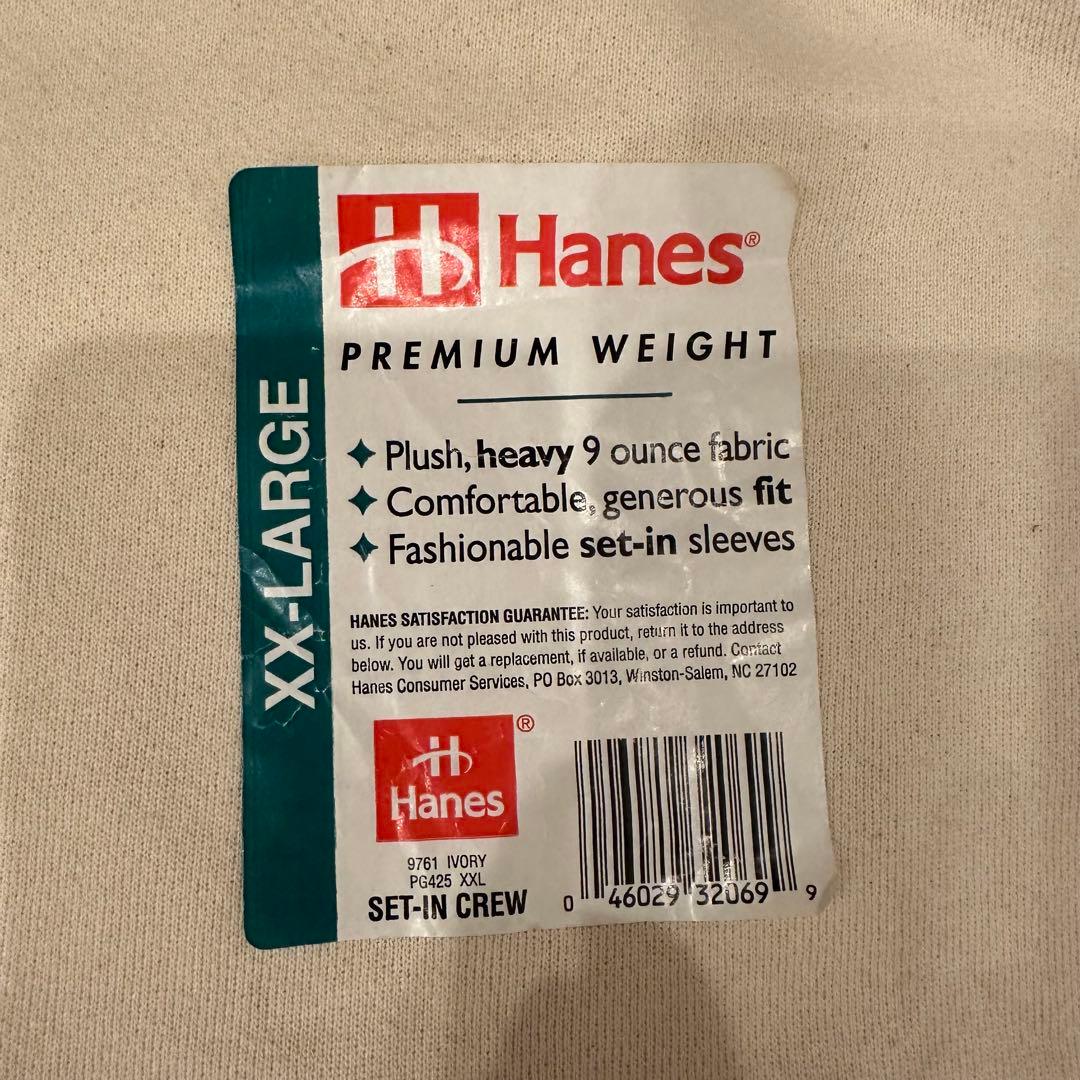 XX-LARGE
H Hanes®
PREMIUM WEIGHT
Plush, heavy 9 ounce fabric
Comfortable, generous fit
Fashionable set-in sleeves
HANES SATISFACTION GUARANTEE: Your satisfaction is important to
us. If you are not pleased with this product, return it to the address
below. You will get a replacement, if available, or a refund. Contact
Hanes Consumer Services, PO Box 3013, Winston-Salem, NC 27102
H ®
Hanes
9761 IVORY
PG425 XXL
SET-IN CREW
0 46029 32069 9